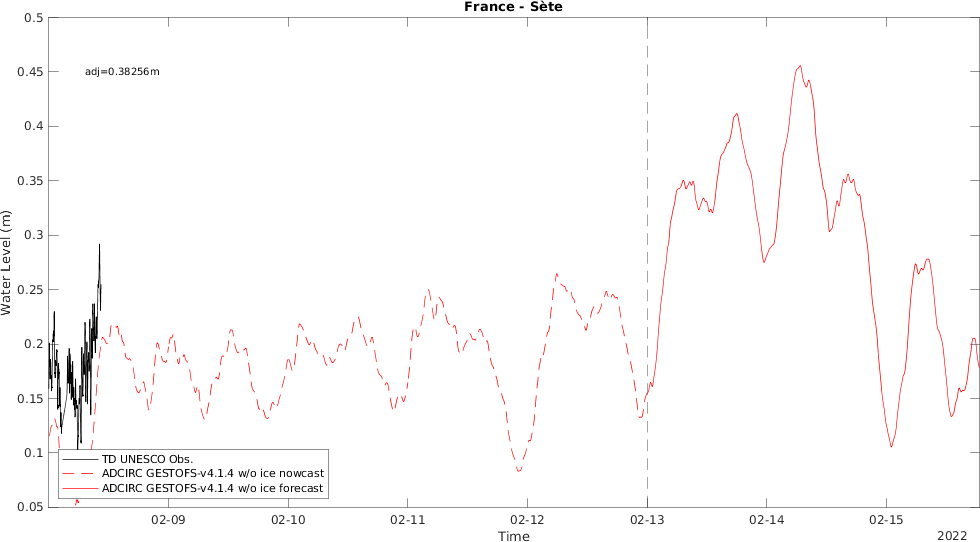 France - Sète
0.5
0.45
0.4
0.35
0.3
0.25
0.2
0.15
0.1
0.05
Water Level (m)
adj=0.38256m
TD UNESCO Obs.
ADCIRC GESTOFS-v4.1.4 w/o ice nowcast
ADCIRC GESTOFS-v4.1.4 w/o ice forecast
02-09 02-10 02-11 02-12 02-13 02-14 02-15
Time
2022